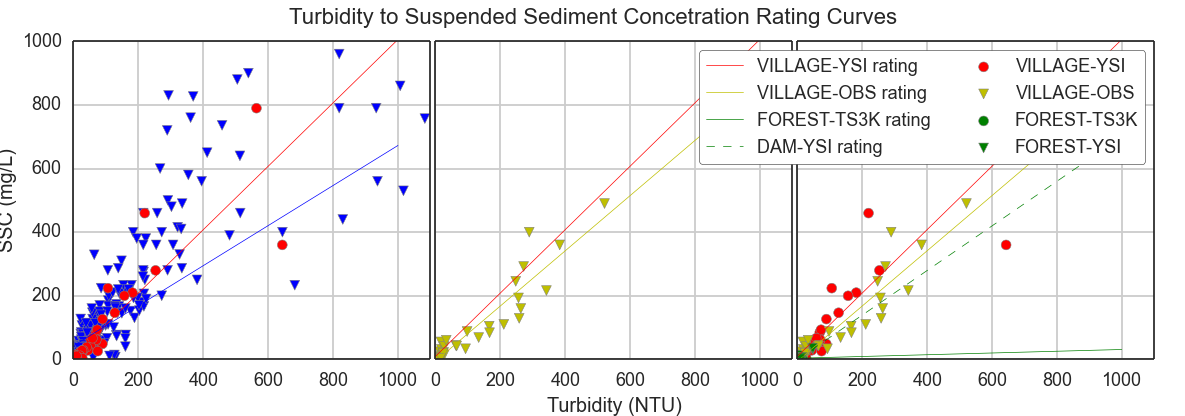 Turbidity to Suspended Sediment Concetration Rating Curves
SSC (mg/L)
1000
800
600
400
200
0
0 200 400 600 800 1000
0 200 400 600 800 1000
0 200 400 600 800 1000
Turbidity (NTU)
VILLAGE-YSI rating
VILLAGE-OBS rating
FOREST-TS3K rating
DAM-YSI rating
VILLAGE-YSI
VILLAGE-OBS
FOREST-TS3K
FOREST-YSI